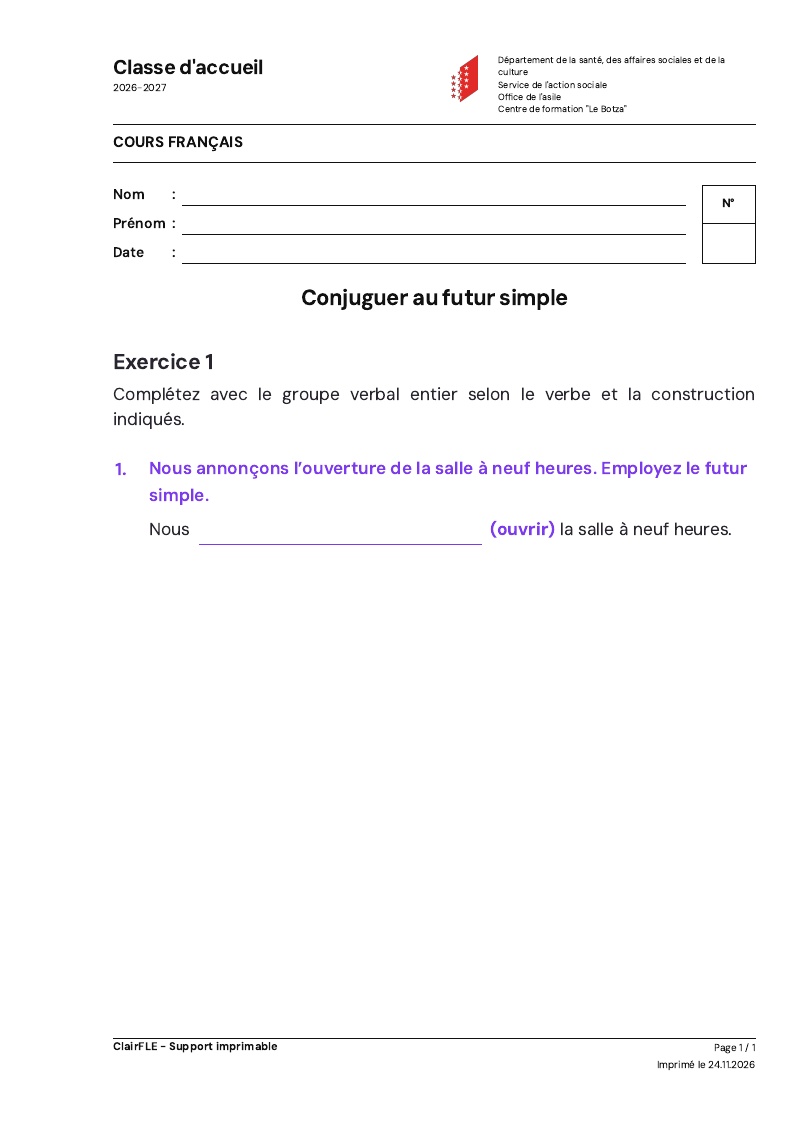 Classe d'accueil
2026-2027
Département de la santé, des affaires sociales et de la
culture
Service de l'action sociale
Office de l'asile
Centre de formation "Le Botza"
COURS FRANÇAIS
Nom :
Prénom :
Date :
N°
Conjuguer au futur simple
Exercice 1
Complétez avec le groupe verbal entier selon le verbe et la construction
indiqués.
1. Nous annonçons l’ouverture de la salle à neuf heures. Employez le futur
simple.
Nous (ouvrir) la salle à neuf heures.
ClairFLE - Support imprimable
Page 1 / 1
Imprimé le 24.11.2026